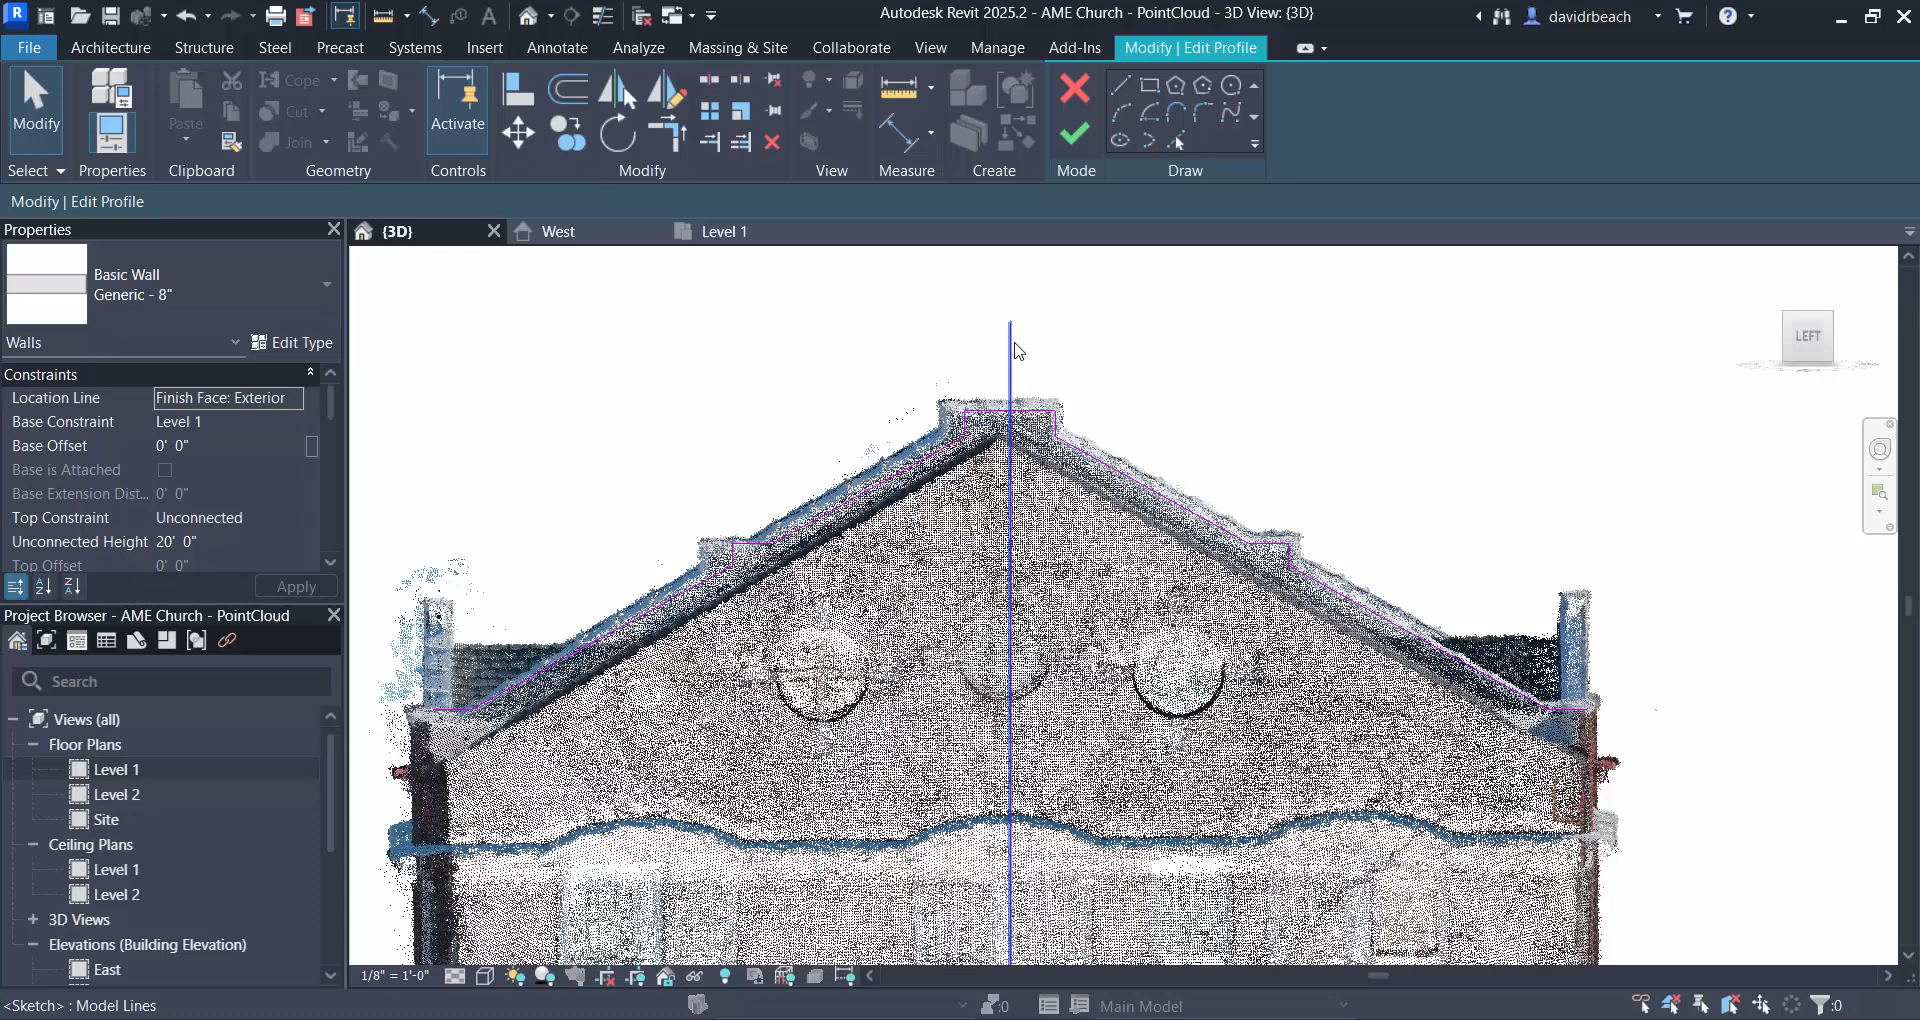 Autodesk Revit 2025.2 - AME Church - PointCloud - 3D View: {3D}
davidrbeach
File
Architecture
Structure
Steel
Precast
Systems
Insert
Annotate
Analyze
Massing & Site
Collaborate
View
Manage
Add-Ins
Modify | Edit Profile
Modify
Paste
Cope
Cut
Join
Activate
Select
Properties
Clipboard
Geometry
Controls
Modify
View
Measure
Create
Mode
Draw
Modify | Edit Profile
Properties
Basic Wall
Generic - 8"
Walls
Edit Type
Constraints
Location Line Finish Face: Exterior
Base Constraint Level 1
Base Offset 0' 0"
Base is Attached
Base Extension Dist... 0' 0"
Top Constraint Unconnected
Unconnected Height 20' 0"
Top Offset 0' 0"
Apply
Project Browser - AME Church - PointCloud
Search
Views (all)
Floor Plans
Level 1
Level 2
Site
Ceiling Plans
Level 1
Level 2
3D Views
Elevations (Building Elevation)
East
{3D}
West
Level 1
LEFT
1/8" = 1'-0"
<Sketch> : Model Lines
:0
Main Model
:0